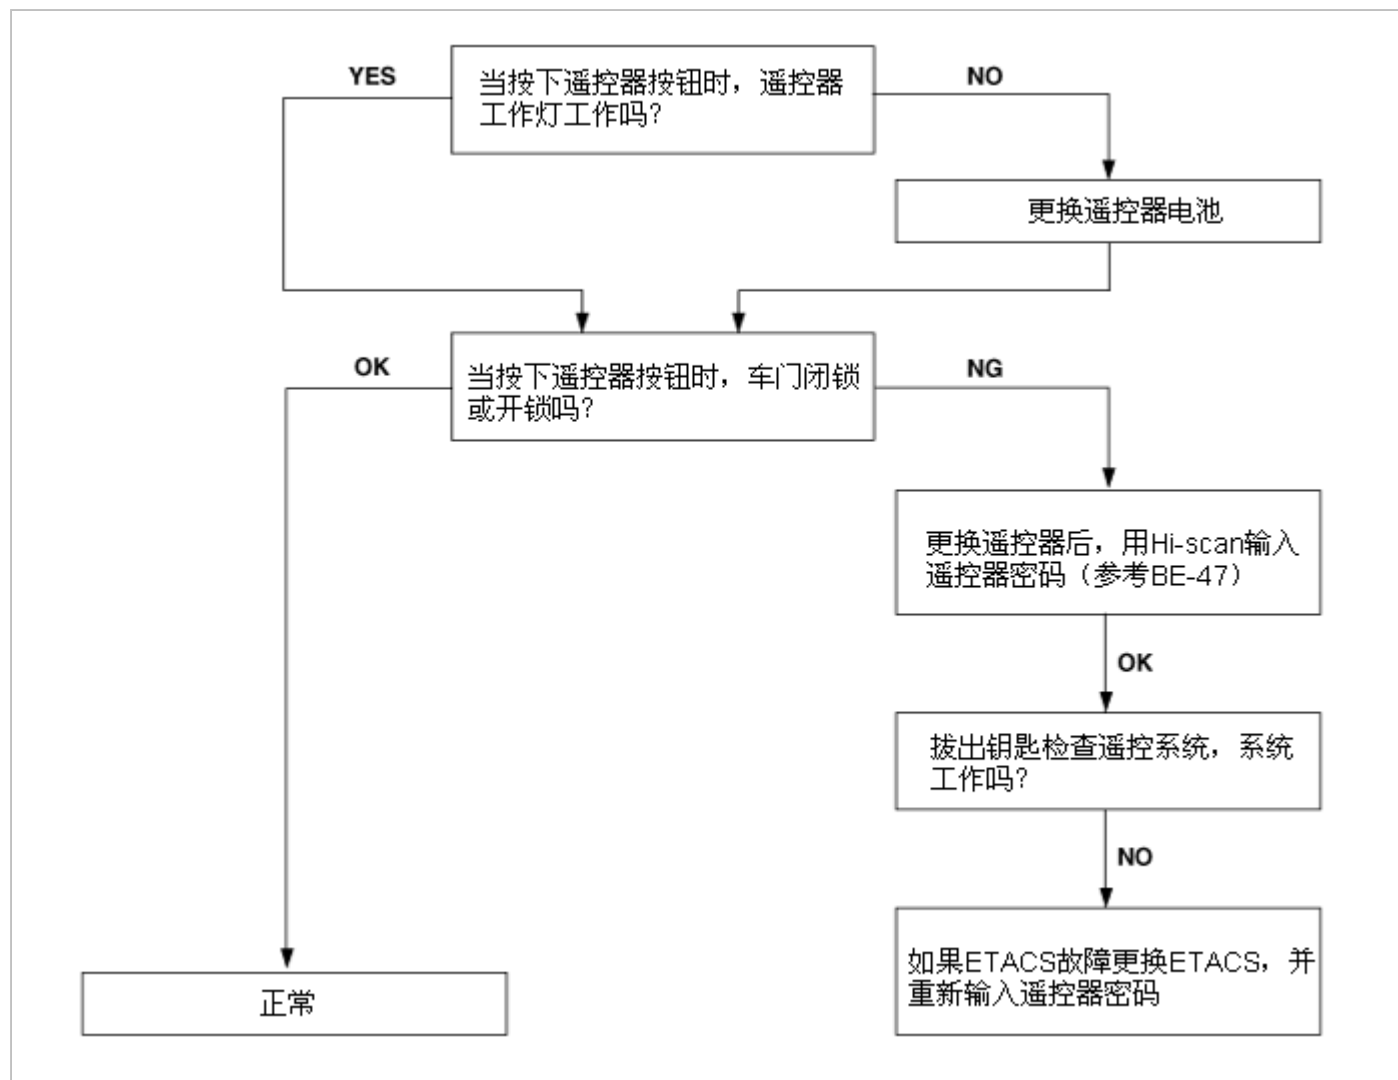 YES
当按下遥控器按钮时，遥控器
工作灯工作吗？
NO
更换遥控器电池
OK
当按下遥控器按钮时，车门闭锁
或开锁吗？
NG
更换遥控器后，用Hi-scan输入
遥控器密码（参考BE-47）
OK
拔出钥匙检查遥控系统，系统
工作吗？
NO
如果ETACS故障更换ETACS，并
重新输入遥控器密码
正常